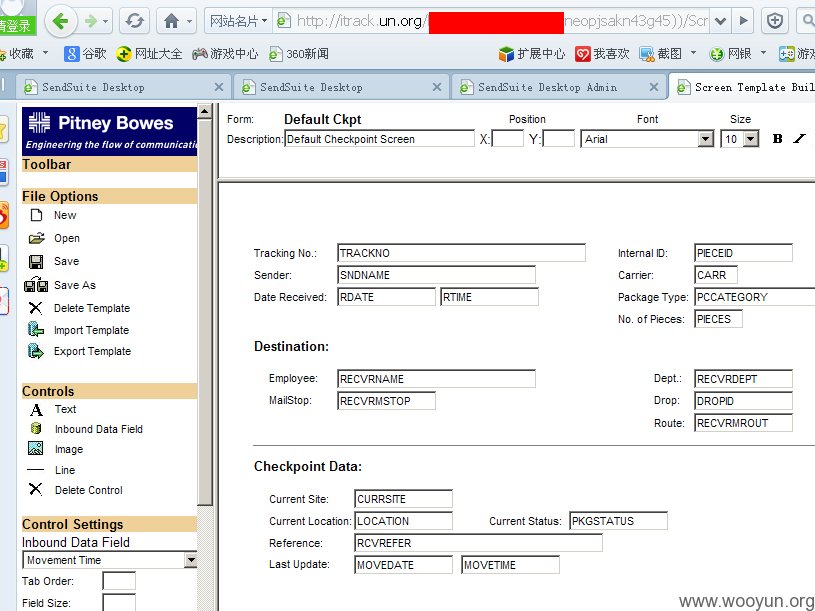 请登录
网站名片
http://itrack.un.org/
neopjsakn43g45))/Scr
收藏
谷歌
网址大全
游戏中心
360新闻
扩展中心
我喜欢
截图
网银
游戏
SendSuite Desktop
SendSuite Desktop
SendSuite Desktop Admin
Screen Template Buil
Pitney Bowes
Engineering the flow of communicatio
Toolbar
File Options
New
Open
Save
Save As
Delete Template
Import Template
Export Template
Controls
A Text
Inbound Data Field
Image
Line
Delete Control
Control Settings
Inbound Data Field
Movement Time
Tab Order:
Field Size:
Form: Default Ckpt Position Font Size
Description: Default Checkpoint Screen X: Y: Arial 10 B I
Tracking No.: TRACKNO Internal ID: PIECEID
Sender: SNDNAME Carrier: CARR
Date Received: RDATE RTIME Package Type: PCCATEGORY
No. of Pieces: PIECES
Destination:
Employee: RECVRNAME Dept.: RECVRDEPT
MailStop: RECVRMSTOP Drop: DROPID
Route: RECVRMROUT
Checkpoint Data:
Current Site: CURRSITE
Current Location: LOCATION Current Status: PKGSTATUS
Reference: RCVREFER
Last Update: MOVEDATE MOVETIME
www.wooyun.org